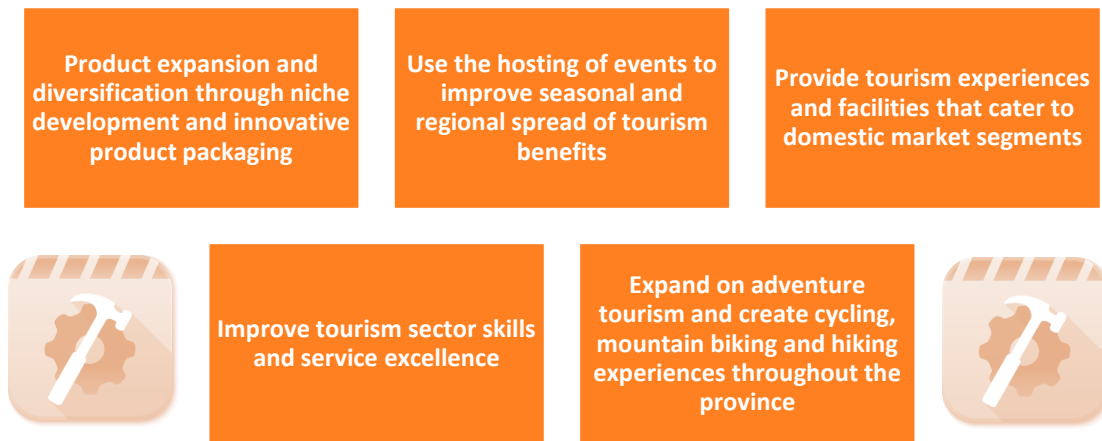 Product expansion and
diversification through niche
development and innovative
product packaging
Use the hosting of events to
improve seasonal and
regional spread of tourism
benefits
Provide tourism experiences
and facilities that cater to
domestic market segments
Improve tourism sector skills
and service excellence
Expand on adventure
tourism and create cycling,
mountain biking and hiking
experiences throughout the
province